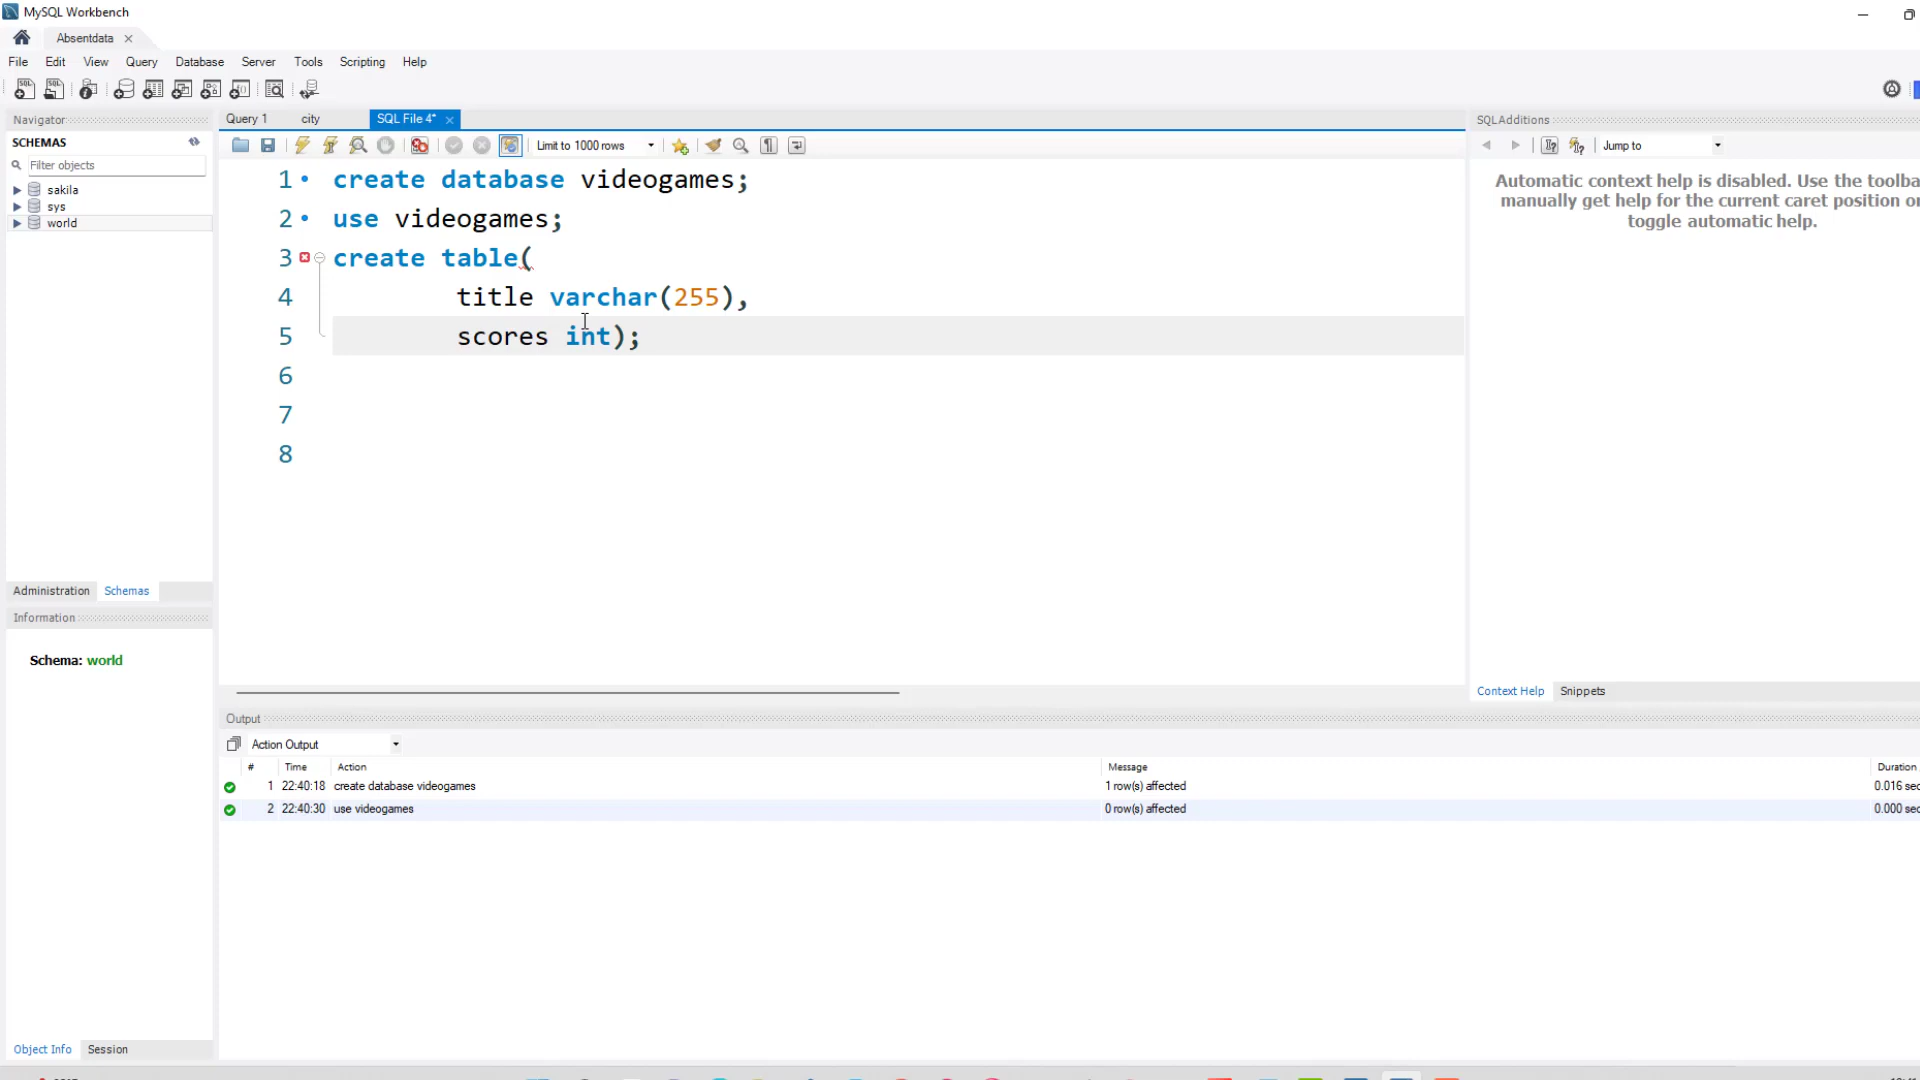 MySQL Workbench
Absentdata
File Edit View Query Database Server Tools Scripting Help
Navigator
SCHEMAS
Filter objects
sakila
sys
world
Administration Schemas
Information
Schema: world
Object Info Session
Query 1 city SQL File 4*
Limit to 1000 rows
1 create database videogames;
2 use videogames;
3 create table(
4 title varchar(255),
5 scores int);
6
7
8
SQLAdditions
Jump to
Automatic context help is disabled. Use the toolba
manually get help for the current caret position or
toggle automatic help.
Context Help Snippets
Output
Action Output
# Time Action Message Duration
1 22:40:18 create database videogames 1 row(s) affected 0.016 sec
2 22:40:30 use videogames 0 row(s) affected 0.000 sec